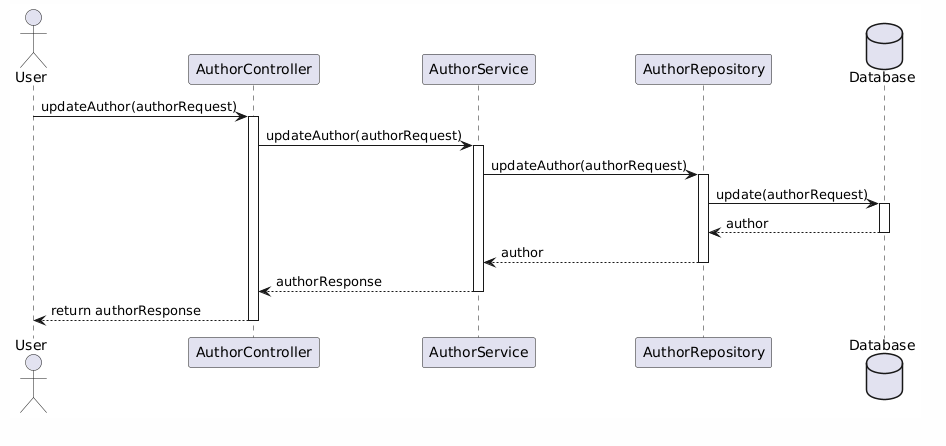 User
AuthorController
AuthorService
AuthorRepository
Database
updateAuthor(authorRequest)
updateAuthor(authorRequest)
updateAuthor(authorRequest)
update(authorRequest)
author
author
authorResponse
return authorResponse
User
AuthorController
AuthorService
AuthorRepository
Database